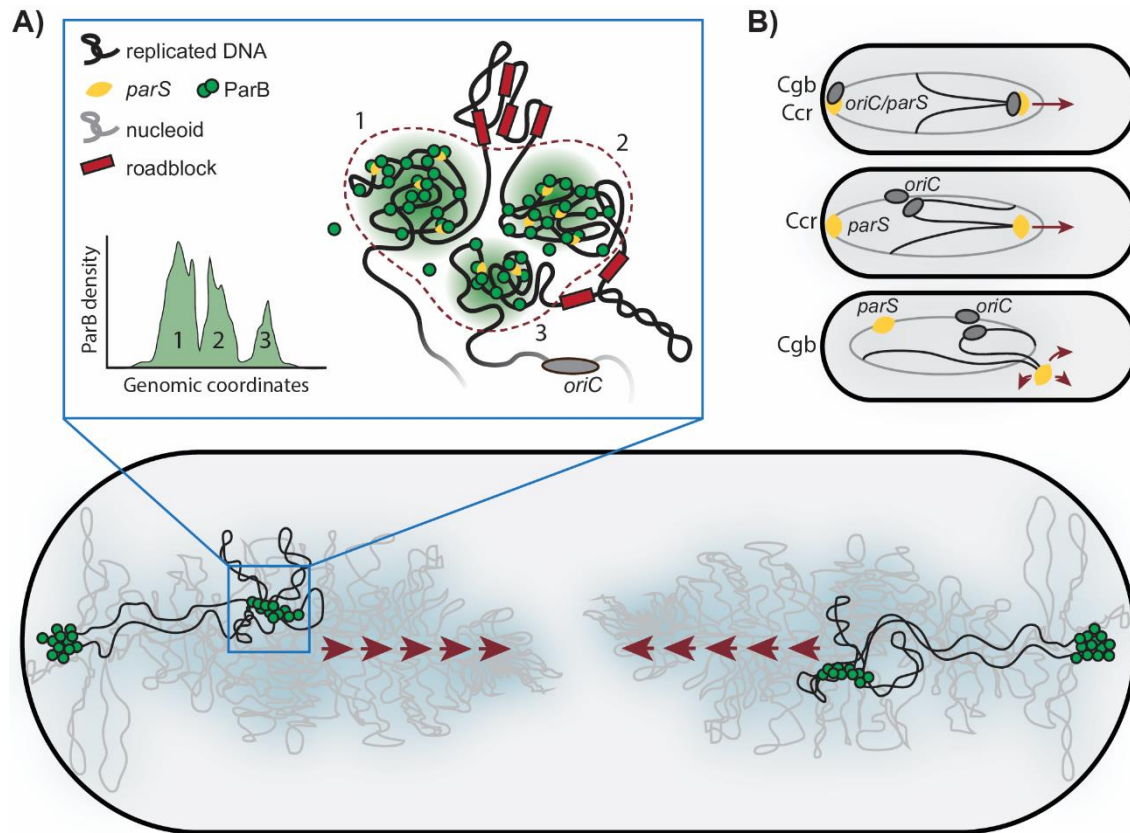 A)
replicated DNA
parS
ParB
nucleoid
roadblock
1
2
3
oriC
ParB density
1
2
3
Genomic coordinates
B)
Cgb
Ccr
oriC/parS
Ccr
oriC
parS
Cgb
parS
oriC